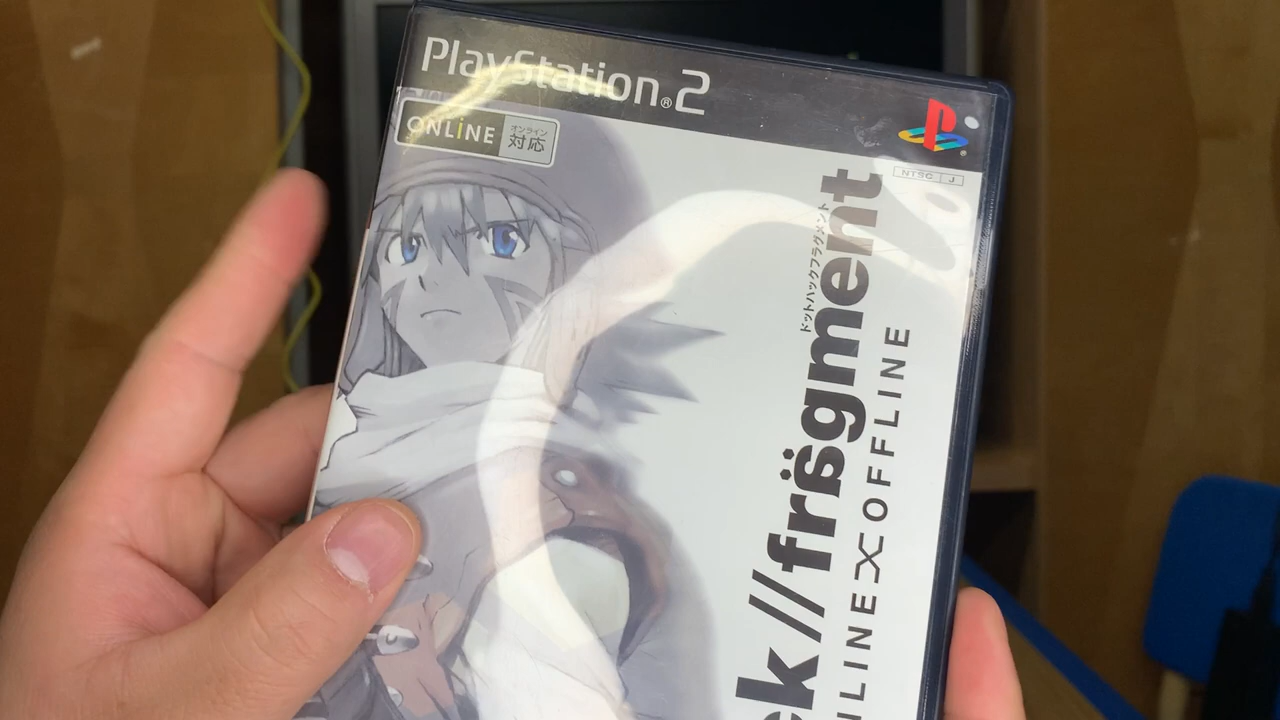 PlayStation®2
ONLiNE オンライン 対応
NTSC J
ck//frägment
ドットハックフラグメント
NLINE X OFFLINE